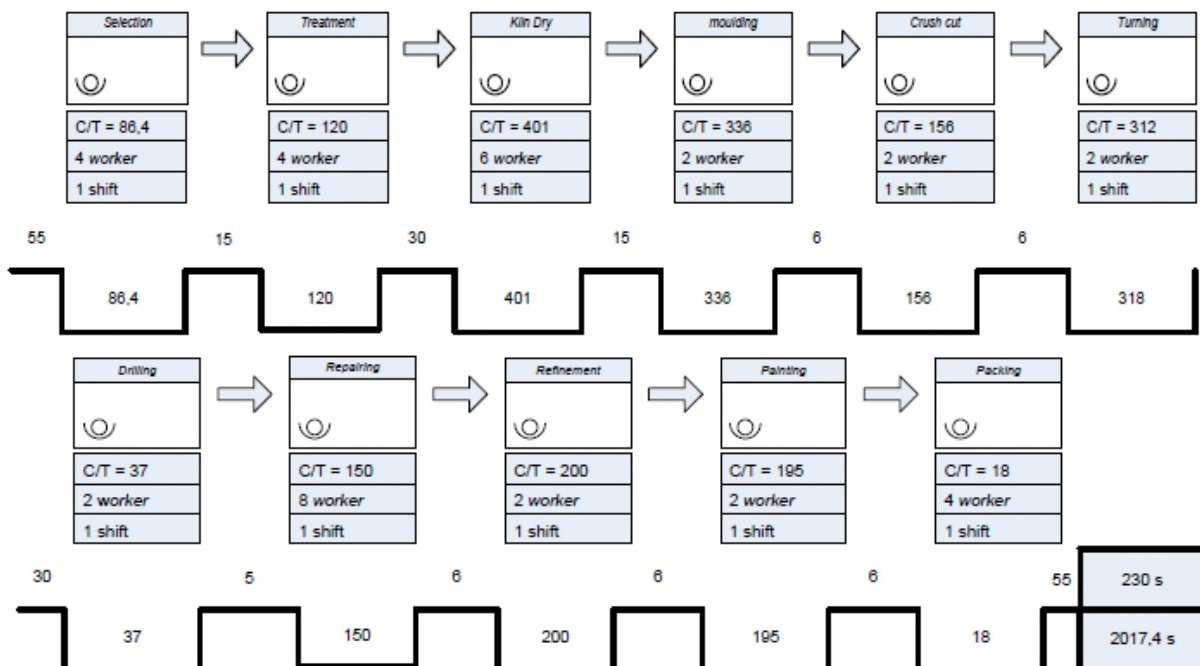 Selection Treatment Kiln Dry moulding Crush cut Turning
C/T = 86,4 C/T = 120 C/T = 401 C/T = 336 C/T = 156 C/T = 312
4 worker 4 worker 6 worker 2 worker 2 worker 2 worker
1 shift 1 shift 1 shift 1 shift 1 shift 1 shift
55 15 30 15 6 6
86,4 120 401 336 156 318
Drilling Repairing Refinement Painting Packing
C/T = 37 C/T = 150 C/T = 200 C/T = 195 C/T = 18
2 worker 8 worker 2 worker 2 worker 4 worker
1 shift 1 shift 1 shift 1 shift 1 shift
30 5 6 6 6 55 230 s
37 150 200 195 18 2017,4 s